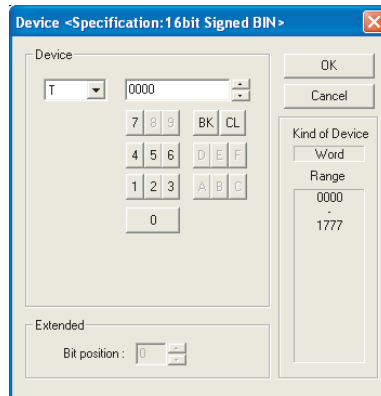 Device <Specification:16bit Signed BIN>
Device
T
0000
7 8 9 BK CL
4 5 6 D E F
1 2 3 A B C
0
OK
Cancel
Kind of Device
Word
Range
0000
-
1777
Extended
Bit position : 0